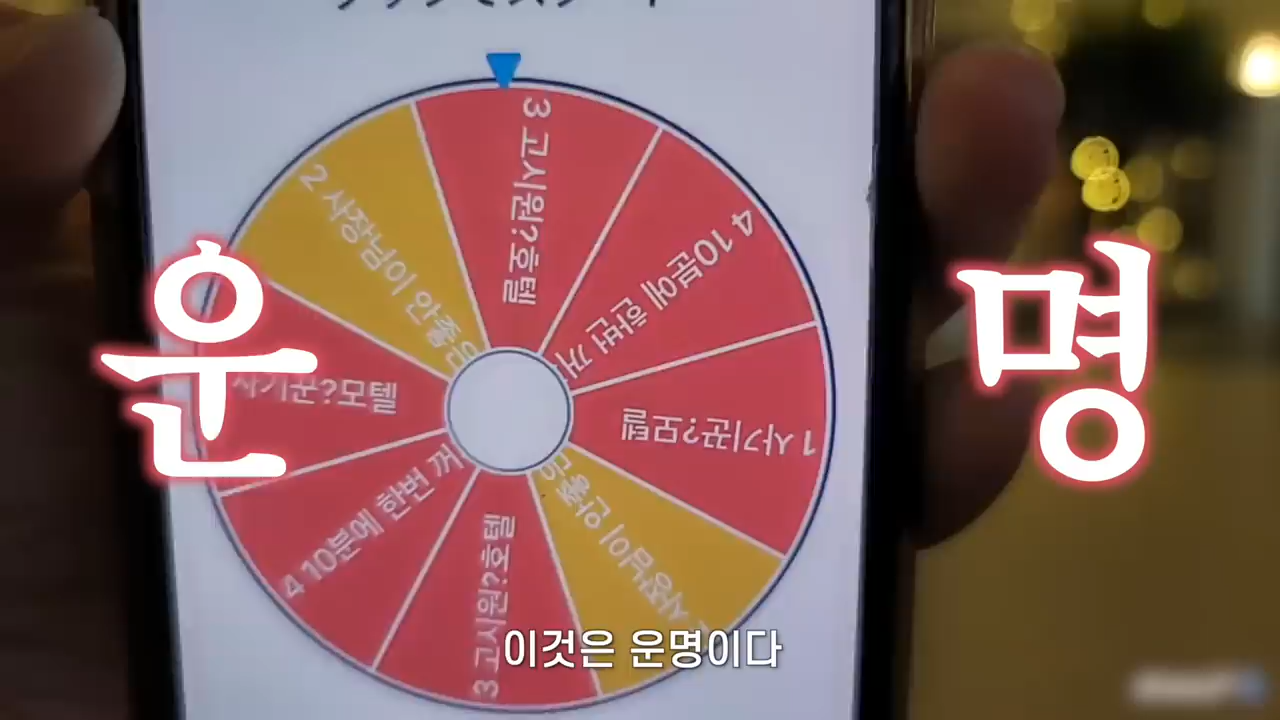 3 고시원?호텔
4 10분에 한번 꺼
1 사기꾼?모텔
사장님이 안좋은
3 고시원?호텔
4 10분에 한번 꺼
사기꾼?모텔
2 사장님이 안좋은
운명
이것은 운명이다